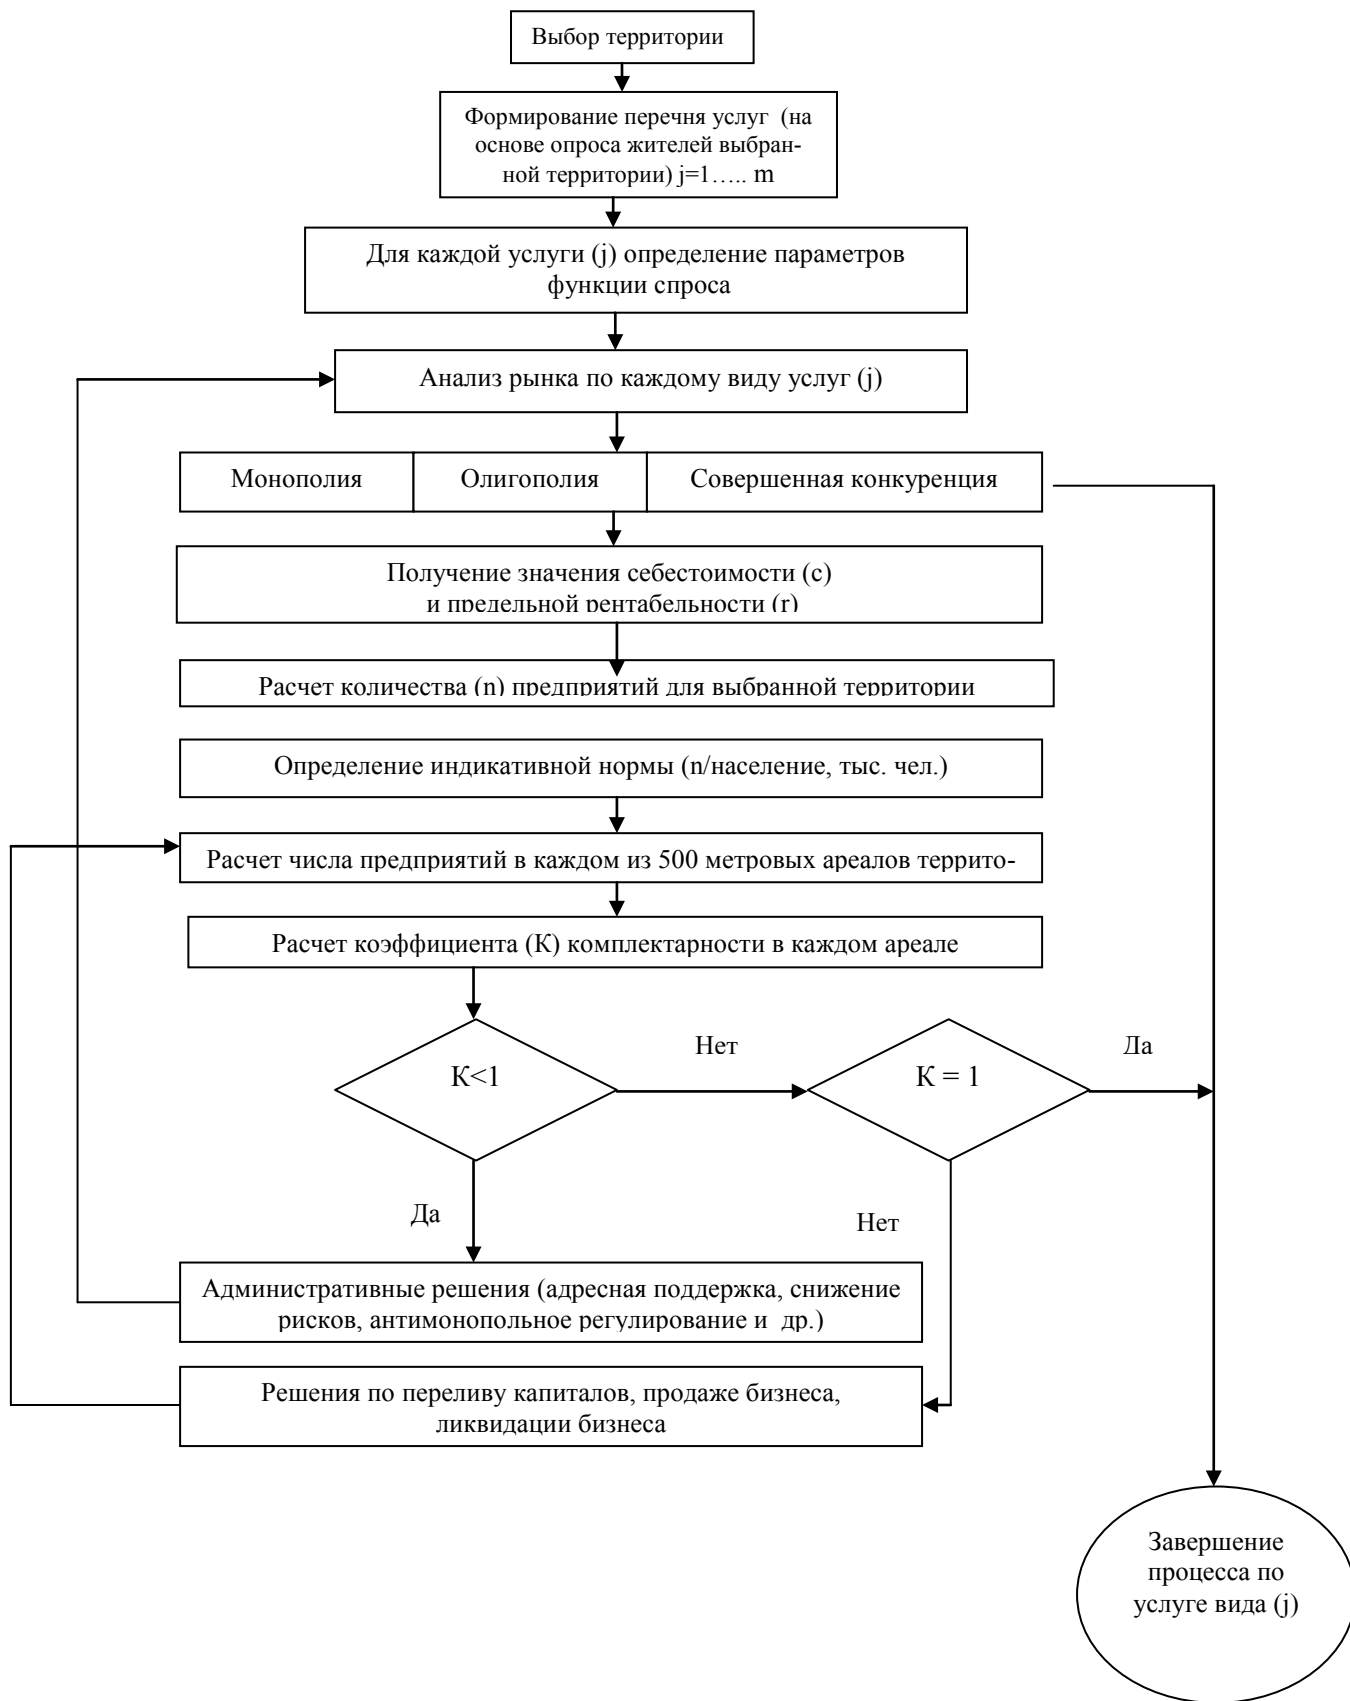 Выбор территории
Формирование перечня услуг (на
основе опроса жителей выбран-
ной территории) j=1….. m
Для каждой услуги (j) определение параметров
функции спроса
Анализ рынка по каждому виду услуг (j)
Монополия
Олигополия
Совершенная конкуренция
Получение значения себестоимости (c)
и предельной рентабельности (r)
Расчет количества (n) предприятий для выбранной территории
Определение индикативной нормы (n/население, тыс. чел.)
Расчет числа предприятий в каждом из 500 метровых ареалов террито-
Расчет коэффициента (К) комплектарности в каждом ареале
К<1
Нет
К = 1
Да
Да
Нет
Административные решения (адресная поддержка, снижение
рисков, антимонопольное регулирование и др.)
Решения по переливу капиталов, продаже бизнеса,
ликвидации бизнеса
Завершение
процесса по
услуге вида (j)